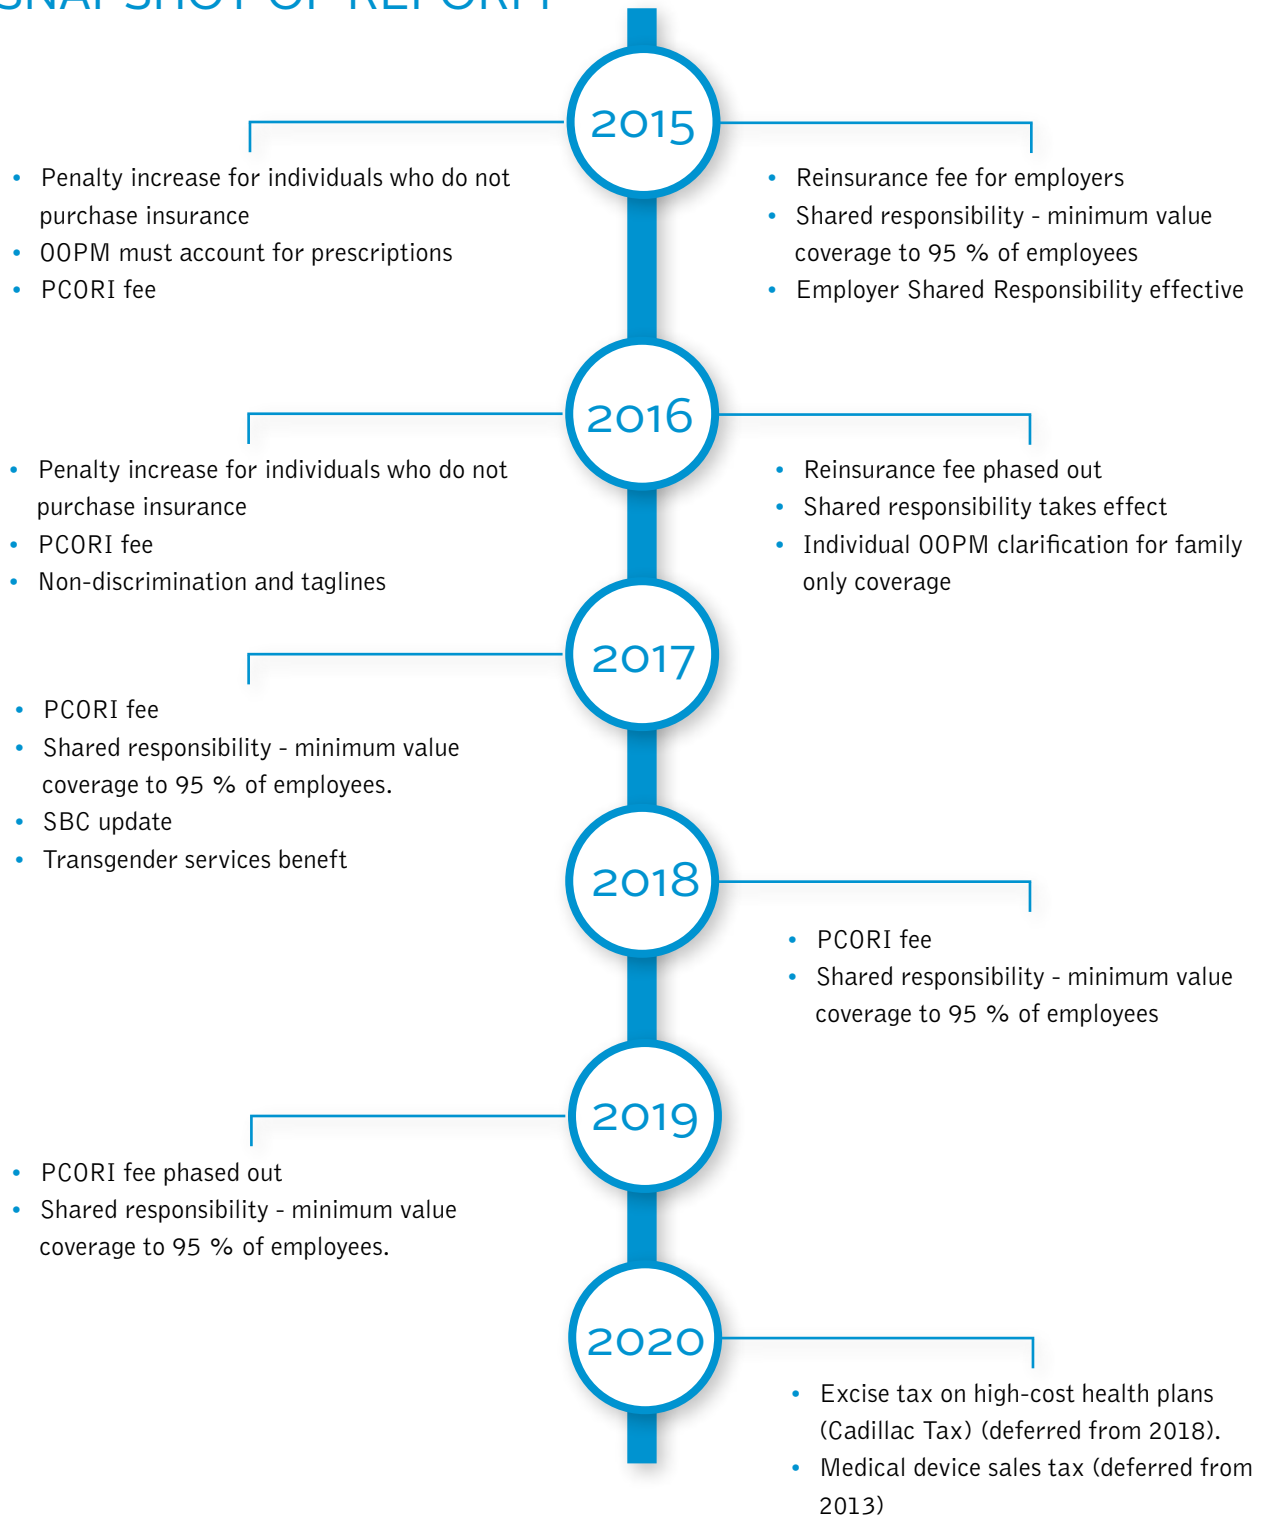 SNAPSHOT OF REFORM
2015
• Penalty increase for individuals who do not
purchase insurance
• OOPM must account for prescriptions
• PCORI fee
• Reinsurance fee for employers
• Shared responsibility - minimum value
coverage to 95 % of employees
• Employer Shared Responsibility effective
2016
• Penalty increase for individuals who do not
purchase insurance
• PCORI fee
• Non-discrimination and taglines
• Reinsurance fee phased out
• Shared responsibility takes effect
• Individual OOPM clarification for family
only coverage
2017
• PCORI fee
• Shared responsibility - minimum value
coverage to 95 % of employees.
• SBC update
• Transgender services beneft
2018
• PCORI fee
• Shared responsibility - minimum value
coverage to 95 % of employees
2019
• PCORI fee phased out
• Shared responsibility - minimum value
coverage to 95 % of employees.
2020
• Excise tax on high-cost health plans
(Cadillac Tax) (deferred from 2018).
• Medical device sales tax (deferred from
2013)